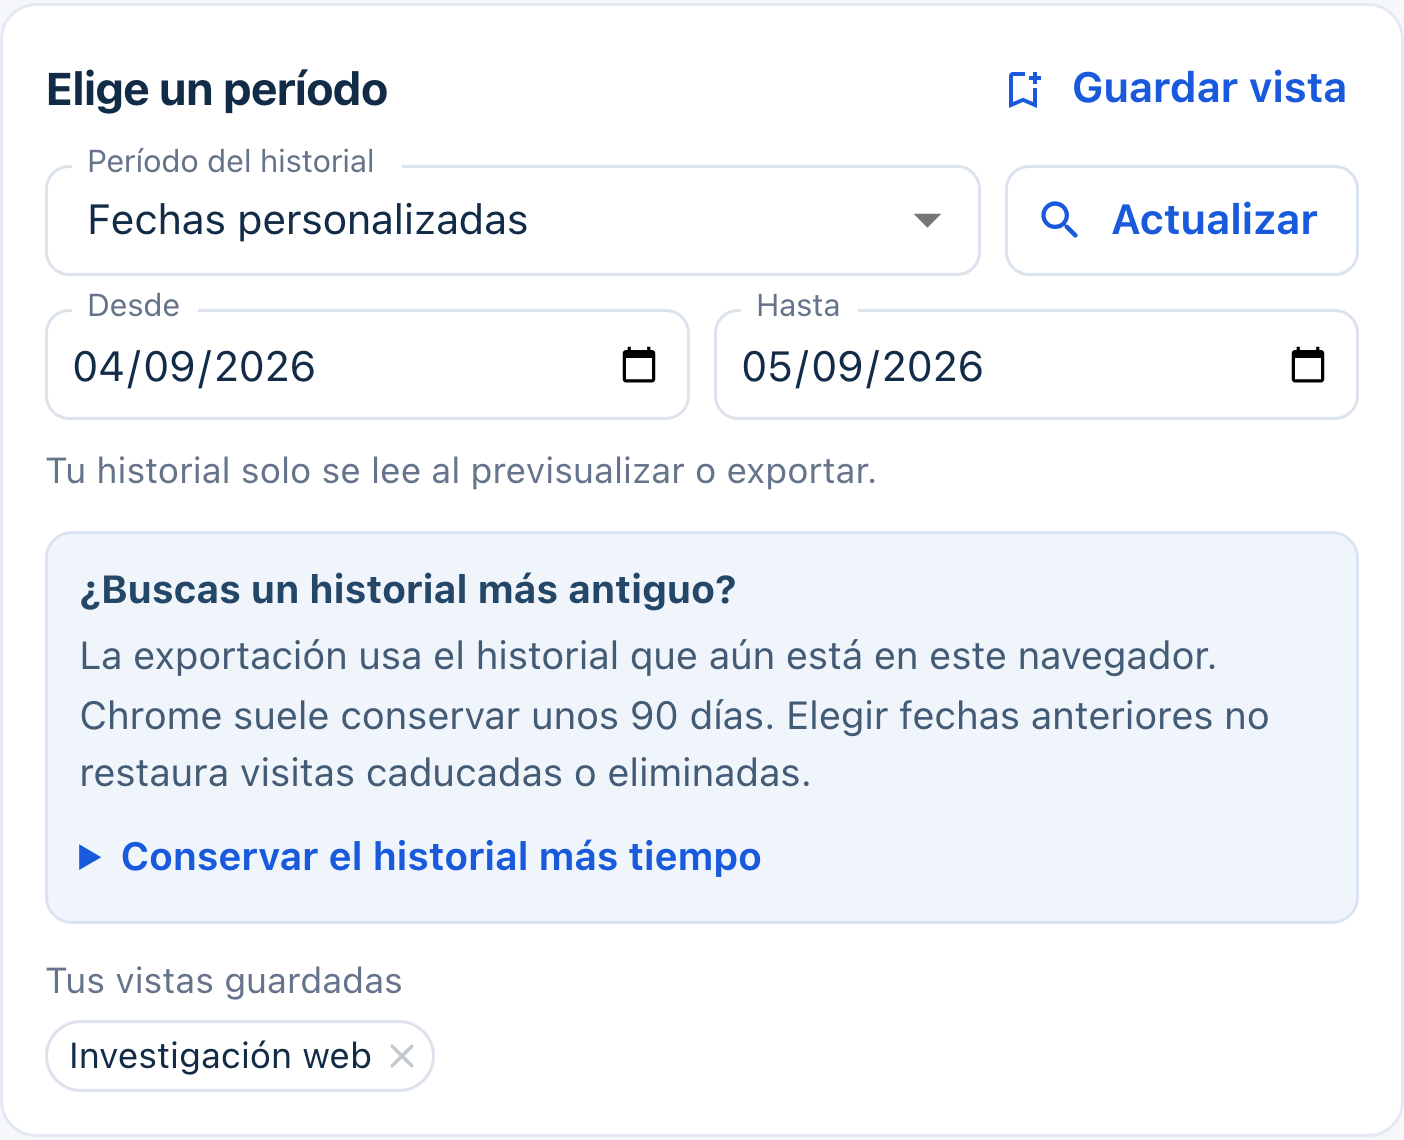 Elige un período
Guardar vista
Período del historial
Fechas personalizadas
Actualizar
Desde
04/09/2026
Hasta
05/09/2026
Tu historial solo se lee al previsualizar o exportar.
¿Buscas un historial más antiguo?
La exportación usa el historial que aún está en este navegador.
Chrome suele conservar unos 90 días. Elegir fechas anteriores no
restaura visitas caducadas o eliminadas.
Conservar el historial más tiempo
Tus vistas guardadas
Investigación web